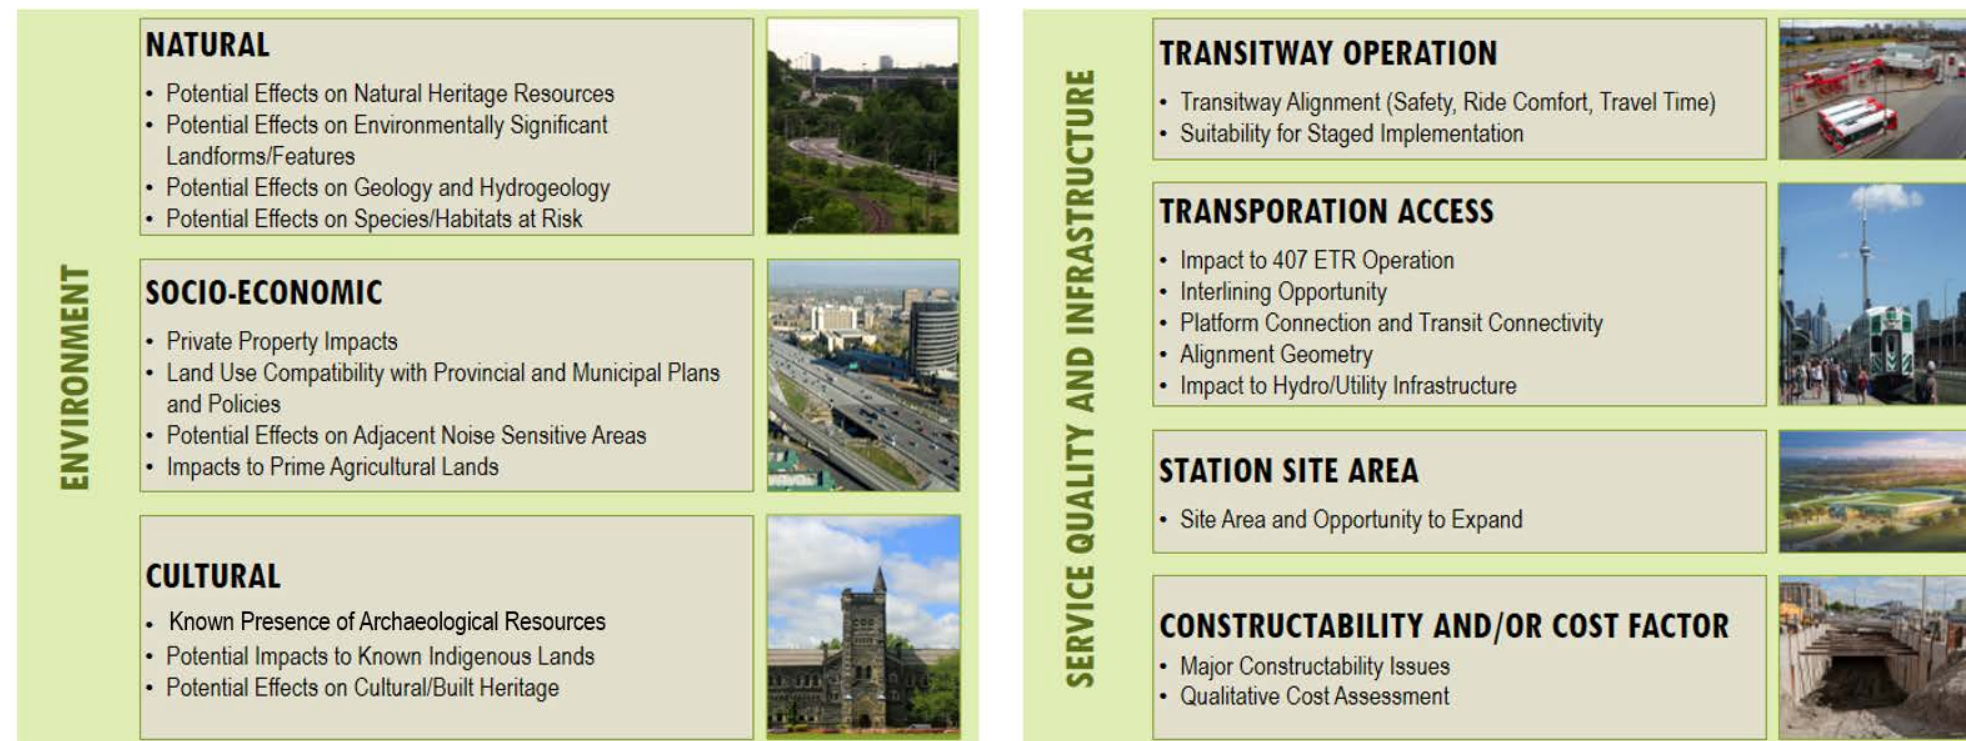 ENVIRONMENT
NATURAL
• Potential Effects on Natural Heritage Resources
• Potential Effects on Environmentally Significant
Landforms/Features
• Potential Effects on Geology and Hydrogeology
• Potential Effects on Species/Habitats at Risk
SOCIO-ECONOMIC
• Private Property Impacts
• Land Use Compatibility with Provincial and Municipal Plans
and Policies
• Potential Effects on Adjacent Noise Sensitive Areas
• Impacts to Prime Agricultural Lands
CULTURAL
• Known Presence of Archaeological Resources
• Potential Impacts to Known Indigenous Lands
• Potential Effects on Cultural/Built Heritage
SERVICE QUALITY AND INFRASTRUCTURE
TRANSITWAY OPERATION
• Transitway Alignment (Safety, Ride Comfort, Travel Time)
• Suitability for Staged Implementation
TRANSPORATION ACCESS
• Impact to 407 ETR Operation
• Interlining Opportunity
• Platform Connection and Transit Connectivity
• Alignment Geometry
• Impact to Hydro/Utility Infrastructure
STATION SITE AREA
• Site Area and Opportunity to Expand
CONSTRUCTABILITY AND/OR COST FACTOR
• Major Constructability Issues
• Qualitative Cost Assessment